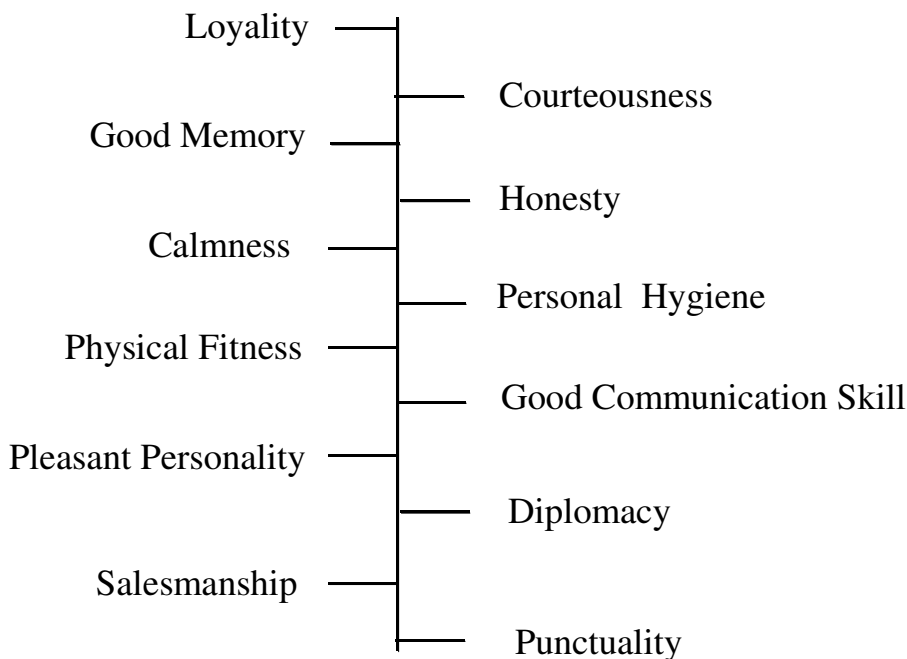 Loyality
Courteousness
Good Memory
Honesty
Calmness
Personal Hygiene
Physical Fitness
Good Communication Skill
Pleasant Personality
Diplomacy
Salesmanship
Punctuality